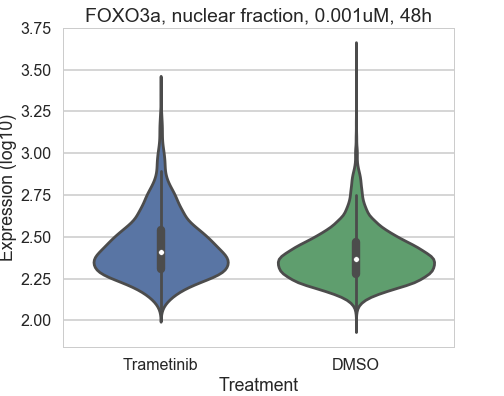 FOXO3a, nuclear fraction, 0.001uM, 48h
3.75
3.50
3.25
3.00
2.75
2.50
2.25
2.00
Expression (log10)
Trametinib DMSO
Treatment